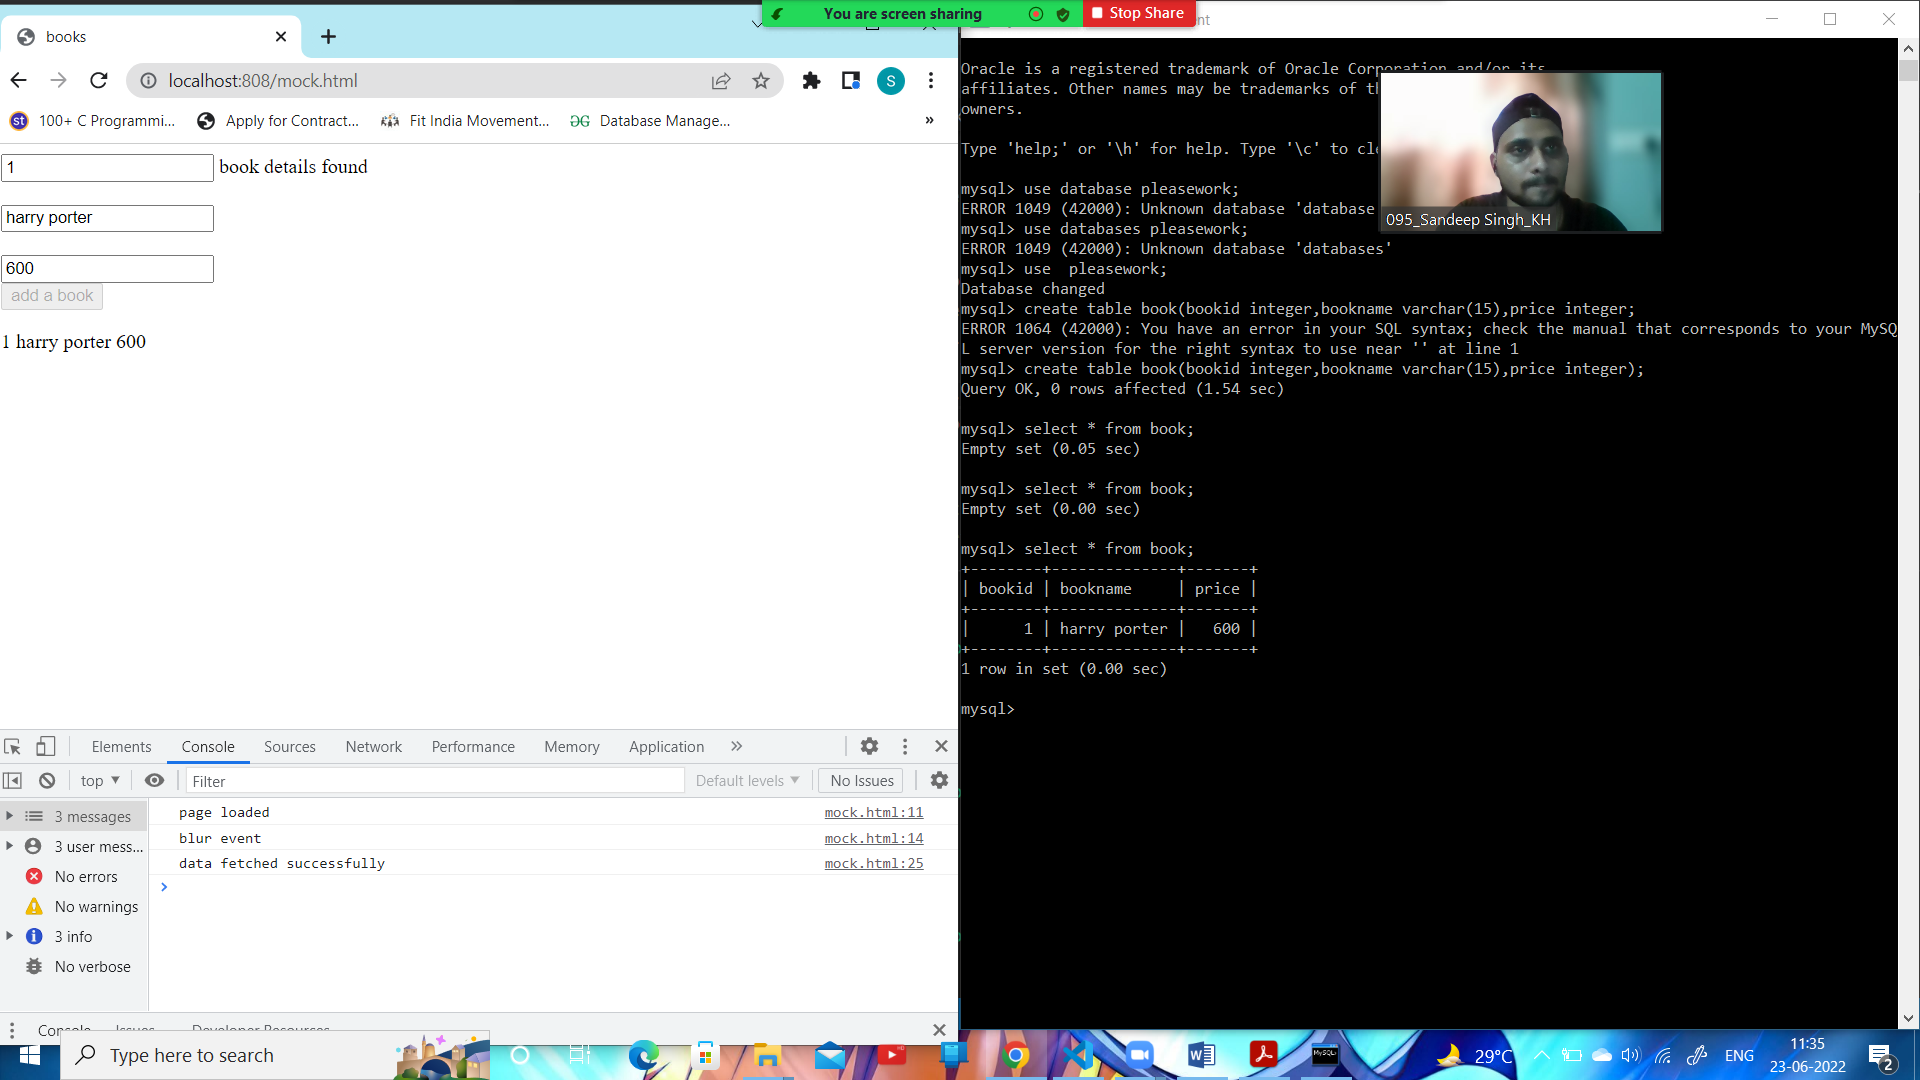 You are screen sharing
Stop Share
books
localhost:808/mock.html
S
100+ C Programmi...
Apply for Contract...
Fit India Movement...
Database Manage...
»
1 book details found
harry porter
600
add a book
1 harry porter 600
Elements
Console
Sources
Network
Performance
Memory
Application
top
Filter
Default levels
No Issues
3 messages
3 user mess...
No errors
No warnings
3 info
No verbose
page loaded mock.html:11
blur event mock.html:14
data fetched successfully mock.html:25
Console Issues Developer Resources
Oracle is a registered trademark of Oracle Corporation and/or its
affiliates. Other names may be trademarks of
owners.
Type 'help;' or '\h' for help. Type '\c' to
mysql> use database pleasework;
ERROR 1049 (42000): Unknown database 'database
mysql> use databases pleasework;
ERROR 1049 (42000): Unknown database 'databases'
mysql> use  pleasework;
Database changed
mysql> create table book(bookid integer,bookname varchar(15),price integer;
ERROR 1064 (42000): You have an error in your SQL syntax; check the manual that corresponds to your MySQ
L server version for the right syntax to use near '' at line 1
mysql> create table book(bookid integer,bookname varchar(15),price integer);
Query OK, 0 rows affected (1.54 sec)
mysql> select * from book;
Empty set (0.05 sec)
mysql> select * from book;
Empty set (0.00 sec)
mysql> select * from book;
+--------+--------------+-------+
| bookid | bookname     | price |
+--------+--------------+-------+
|      1 | harry porter |   600 |
+--------+--------------+-------+
1 row in set (0.00 sec)
mysql>
095_Sandeep Singh_KH
Type here to search
29°C
ENG
11:35
23-06-2022
2